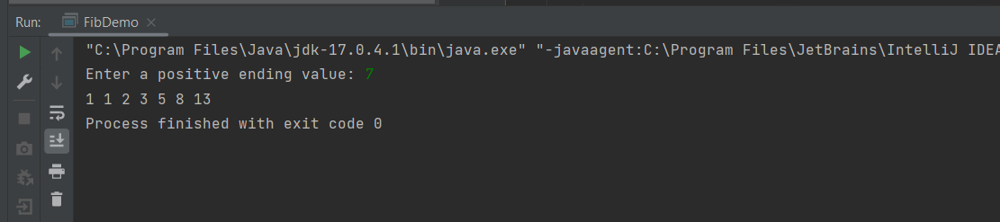 Run: FibDemo
"C:\Program Files\Java\jdk-17.0.4.1\bin\java.exe" "-javaagent:C:\Program Files\JetBrains\IntelliJ IDEA
Enter a positive ending value: 7
1 1 2 3 5 8 13
Process finished with exit code 0